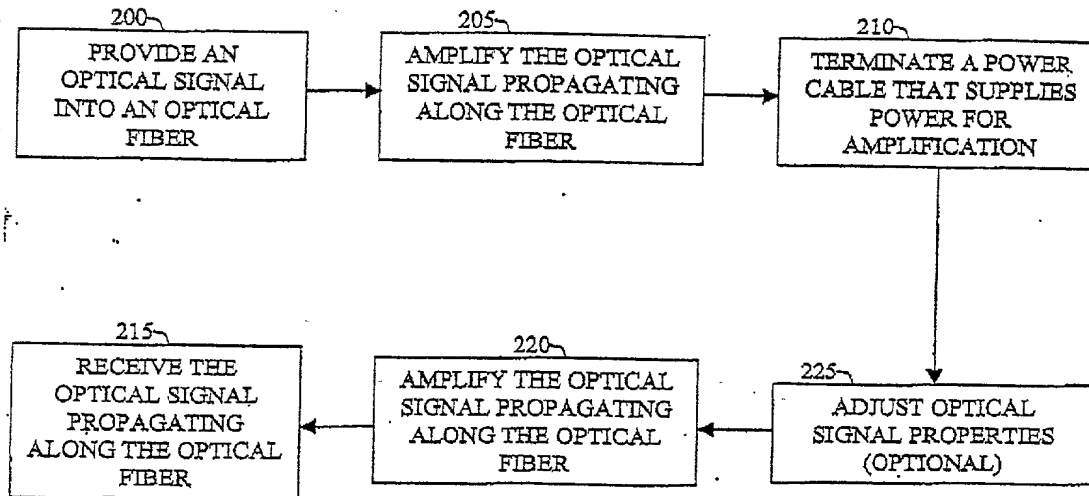 200
PROVIDE AN
OPTICAL SIGNAL
INTO AN OPTICAL
FIBER
205
AMPLIFY THE OPTICAL
SIGNAL PROPAGATING
ALONG THE OPTICAL
FIBER
210
TERMINATE A POWER
CABLE THAT SUPPLIES
POWER FOR
AMPLIFICATION
225
ADJUST OPTICAL
SIGNAL PROPERTIES
(OPTIONAL)
220
AMPLIFY THE OPTICAL
SIGNAL PROPAGATING
ALONG THE OPTICAL
FIBER
215
RECEIVE THE
OPTICAL SIGNAL
PROPAGATING
ALONG THE OPTICAL
FIBER